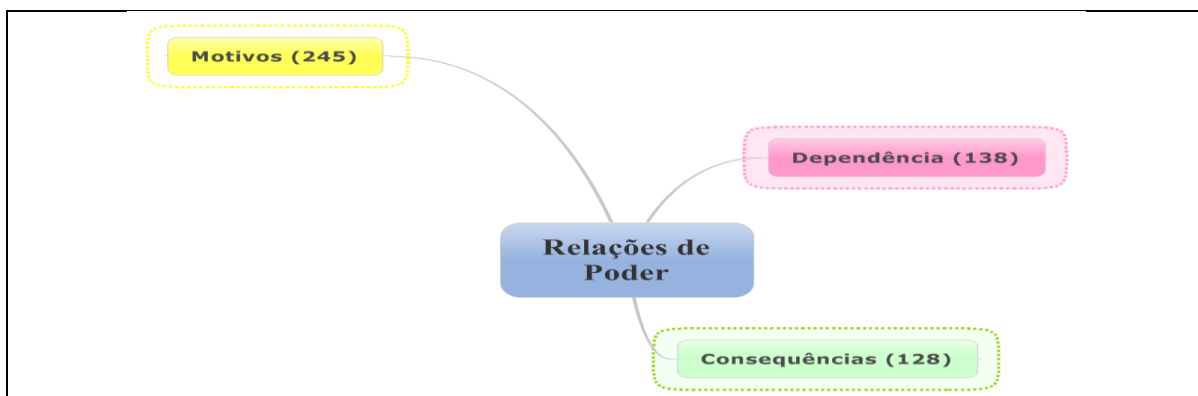 Motivos (245)
Dependência (138)
Relações de
Poder
Consequências (128)